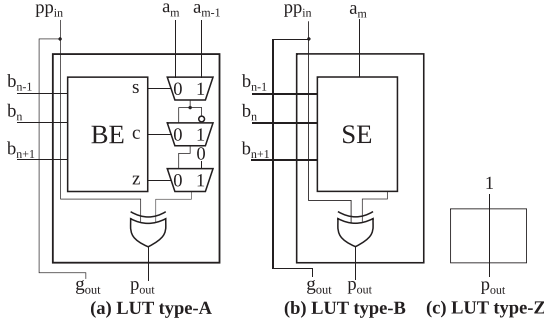 pp_in a_m a_m-1 pp_in a_m
b_n-1 s 0 1 b_n-1
b_n BE c 0 1 b_n SE
0
b_n+1 z 0 1 b_n+1 1
g_out p_out g_out p_out p_out
(a) LUT type-A (b) LUT type-B (c) LUT type-Z